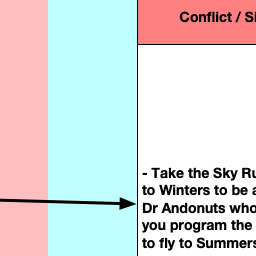 Conflict / Si
- Take the Sky Ru
to Winters to be a
Dr Andonuts who
you program the
to fly to Summers